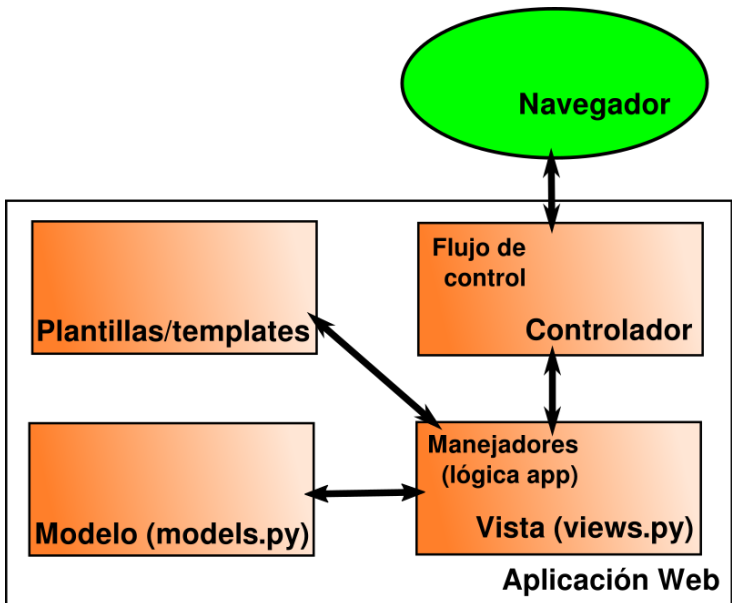 Navegador
Flujo de
control
Controlador
Plantillas/templates
Manejadores
(lógica app)
Vista (views.py)
Modelo (models.py)
Aplicación Web